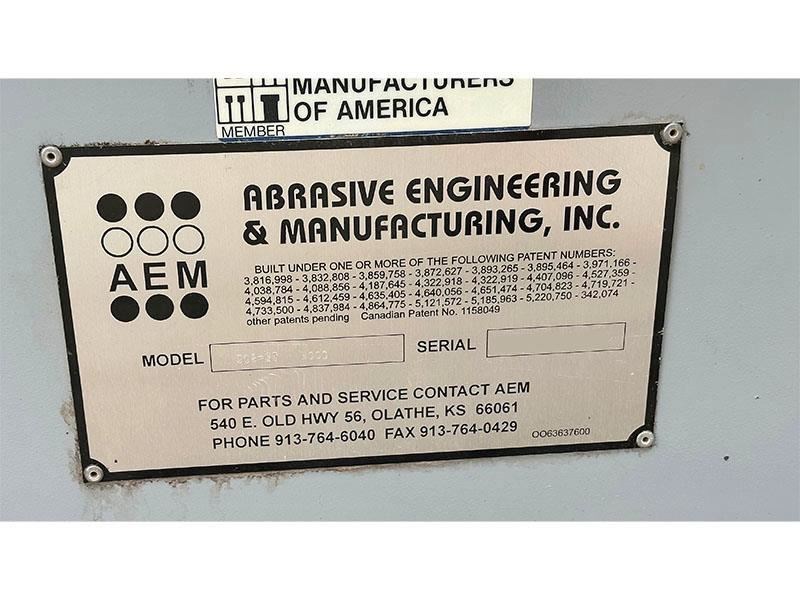 MANUFACTURERS
OF AMERICA
MEMBER
ABRASIVE ENGINEERING
& MANUFACTURING, INC.
AEM
BUILT UNDER ONE OR MORE OF THE FOLLOWING PATENT NUMBERS:
3,816,998 - 3,832,808 - 3,859,758 - 3,872,627 - 3,893,265 - 3,895,464 - 3,971,166 -
4,038,784 - 4,088,856 - 4,187,645 - 4,322,918 - 4,322,919 - 4,407,096 - 4,527,359 -
4,594,815 - 4,612,459 - 4,635,405 - 4,640,056 - 4,651,474 - 4,704,823 - 4,719,721 -
4,733,500 - 4,837,984 - 4,864,775 - 5,121,572 - 5,185,963 - 5,220,750 - 342,074
other patents pending Canadian Patent No. 1158049
MODEL
SERIAL
FOR PARTS AND SERVICE CONTACT AEM
540 E. OLD HWY 56, OLATHE, KS 66061
PHONE 913-764-6040 FAX 913-764-0429
OO63637600